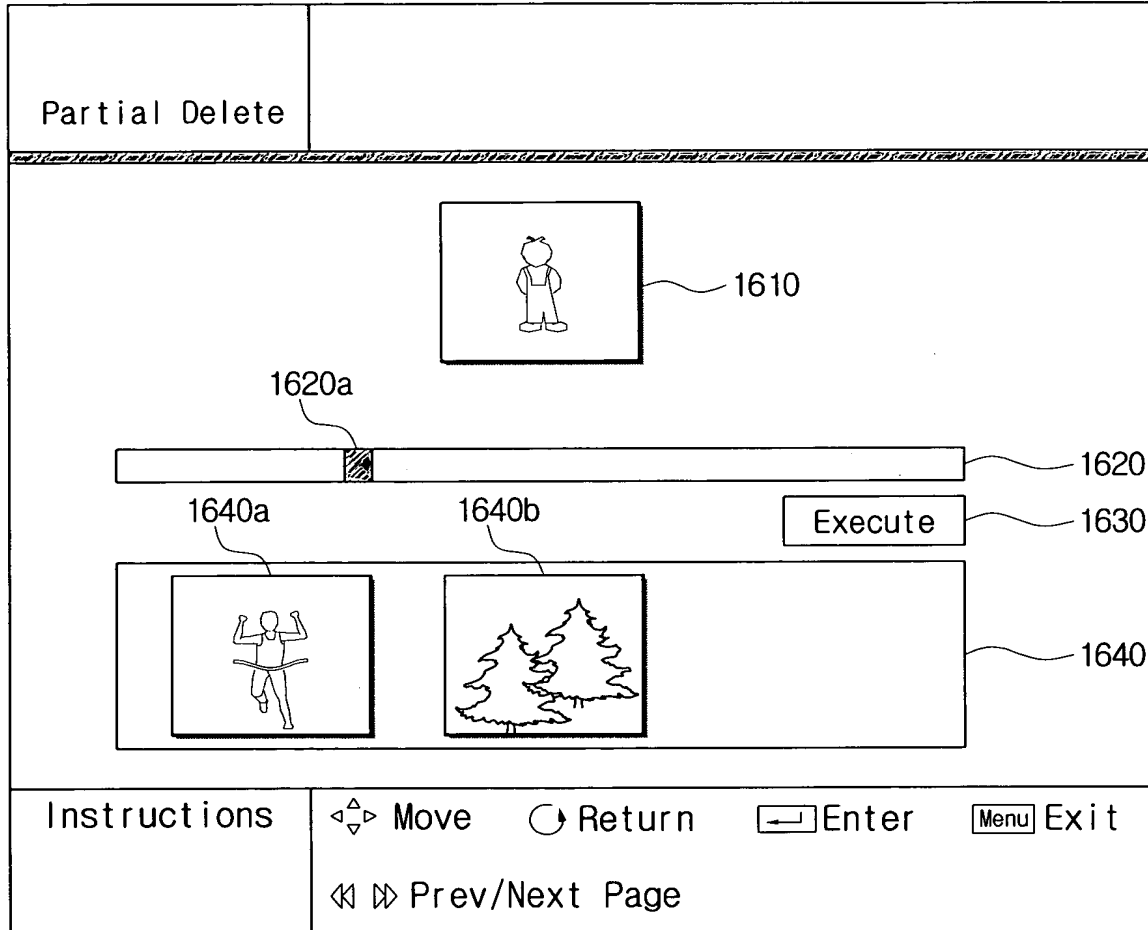 Partial Delete
1610
1620a
1620
1640a 1640b
Execute 1630
1640
Instructions Move Return Enter Menu Exit
Prev/Next Page